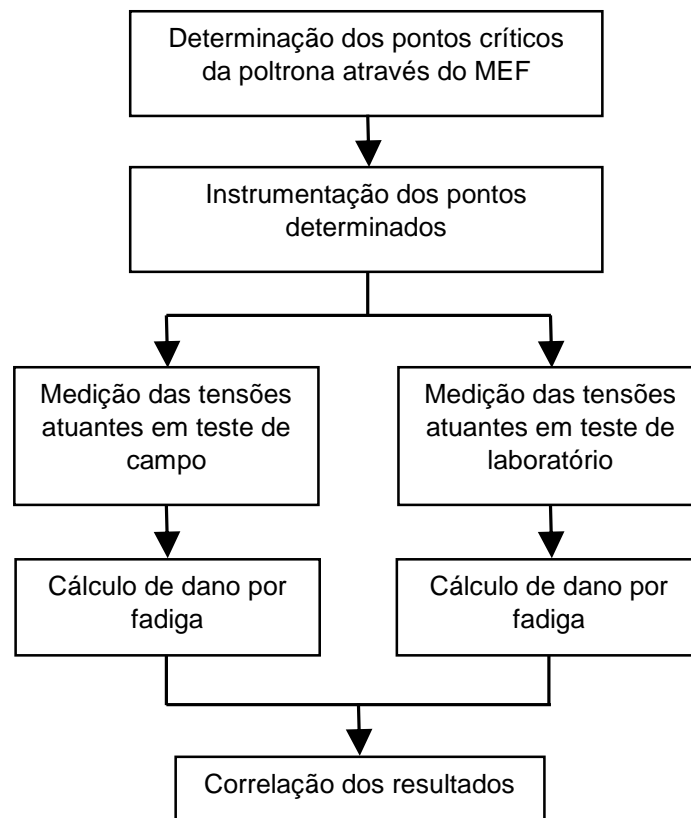 Determinação dos pontos críticos
da poltrona através do MEF
Instrumentação dos pontos
determinados
Medição das tensões
atuantes em teste de
campo
Medição das tensões
atuantes em teste de
laboratório
Cálculo de dano por
fadiga
Cálculo de dano por
fadiga
Correlação dos resultados